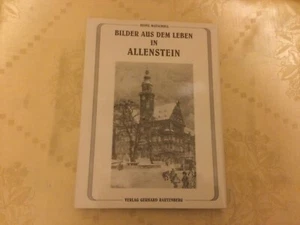 BILDER AUS DEM LEBEN
IN
ALLENSTEIN
VERLAG GERHARD RAUTENBERG